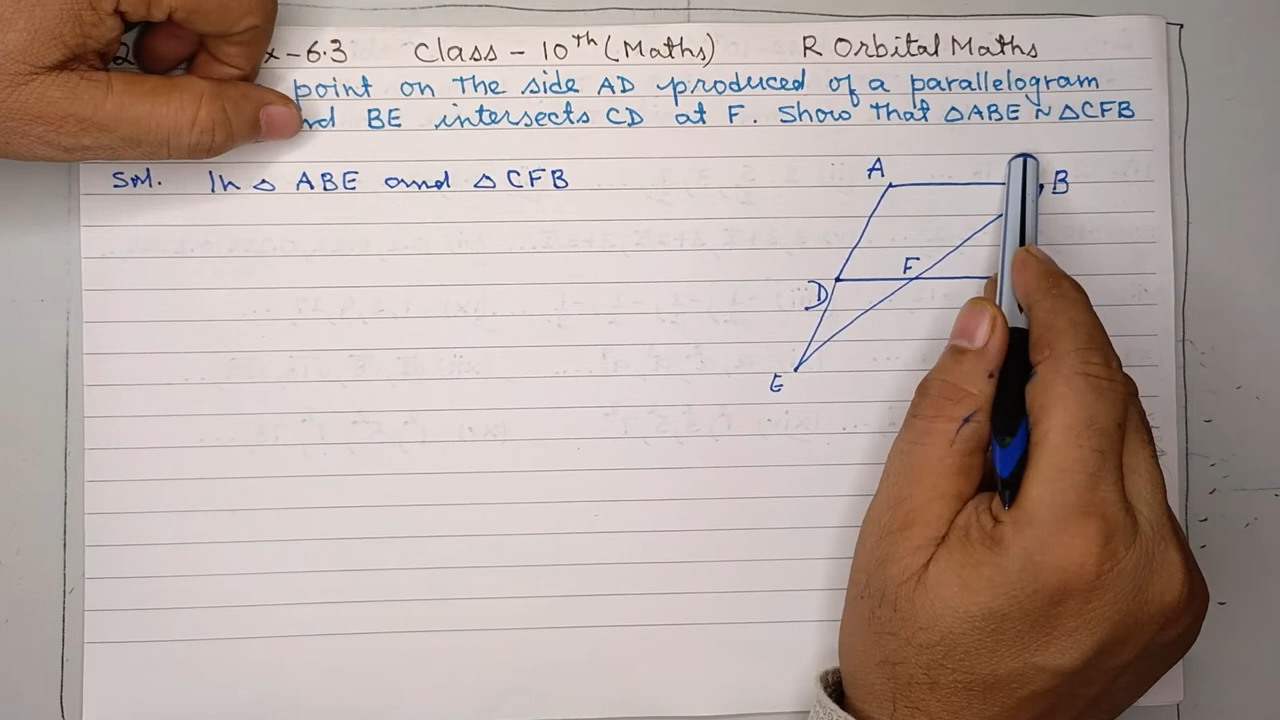 x-6.3 Class - 10th (Maths) R Orbital Maths
point on the side AD produced of a parallelogram
BE intersects CD at F. Show that △ABE ~ △CFB
Sol. In △ ABE and △ CFB
A
B
F
D
E